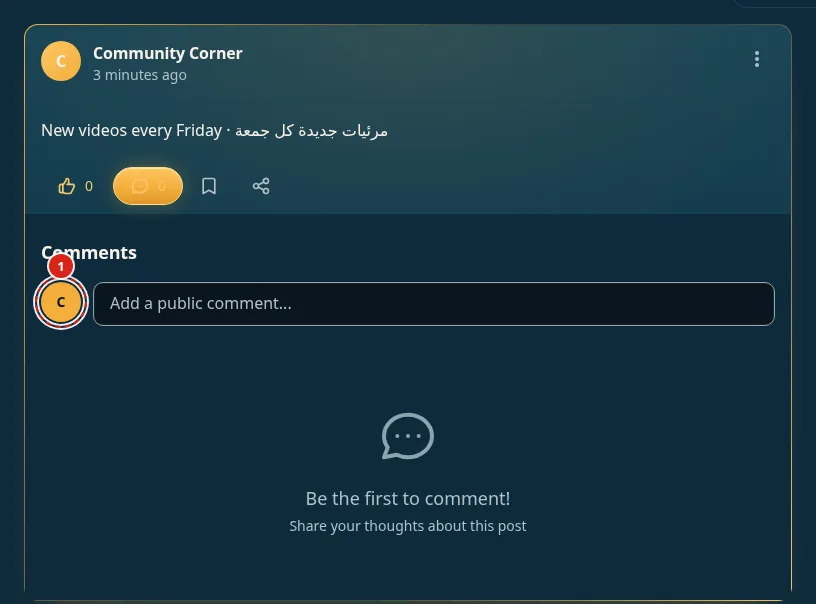 C
Community Corner
3 minutes ago
New videos every Friday · مرئيات جديدة كل جمعة
0
0
Comments
1
C
Add a public comment...
Be the first to comment!
Share your thoughts about this post